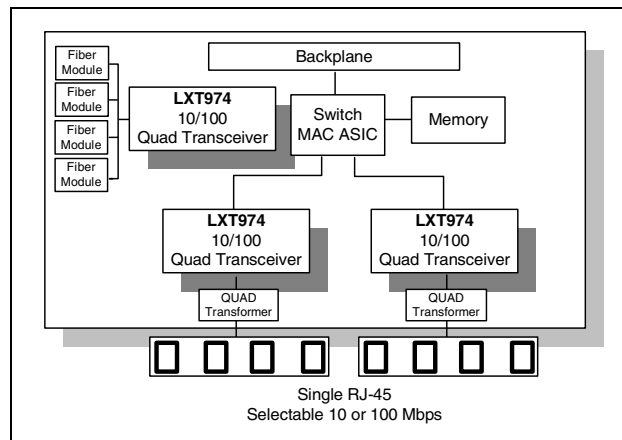 Backplane
Fiber
Module
Fiber
Module
Fiber
Module
Fiber
Module
LXT974
10/100
Quad Transceiver
Switch
MAC ASIC
Memory
LXT974
10/100
Quad Transceiver
LXT974
10/100
Quad Transceiver
QUAD
Transformer
QUAD
Transformer
Single RJ-45
Selectable 10 or 100 Mbps